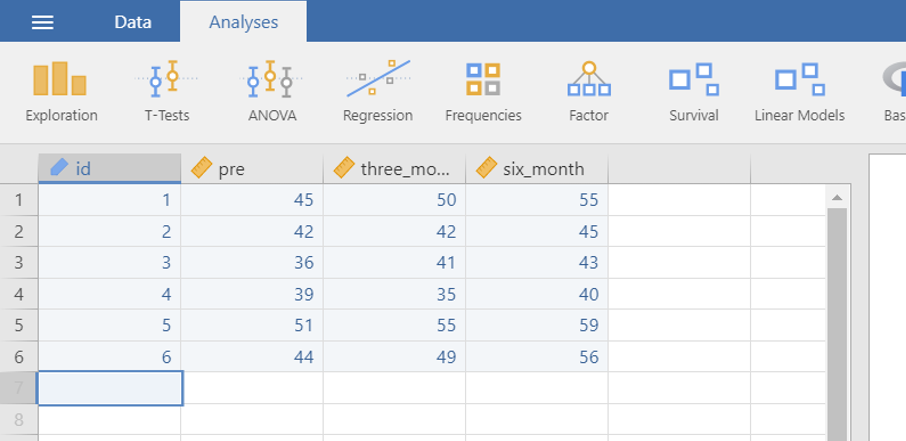 Data Analyses
Exploration T-Tests ANOVA Regression Frequencies Factor Survival Linear Models Bas
id pre three_mo... six_month
1 1 45 50 55
2 2 42 42 45
3 3 36 41 43
4 4 39 35 40
5 5 51 55 59
6 6 44 49 56
7
8